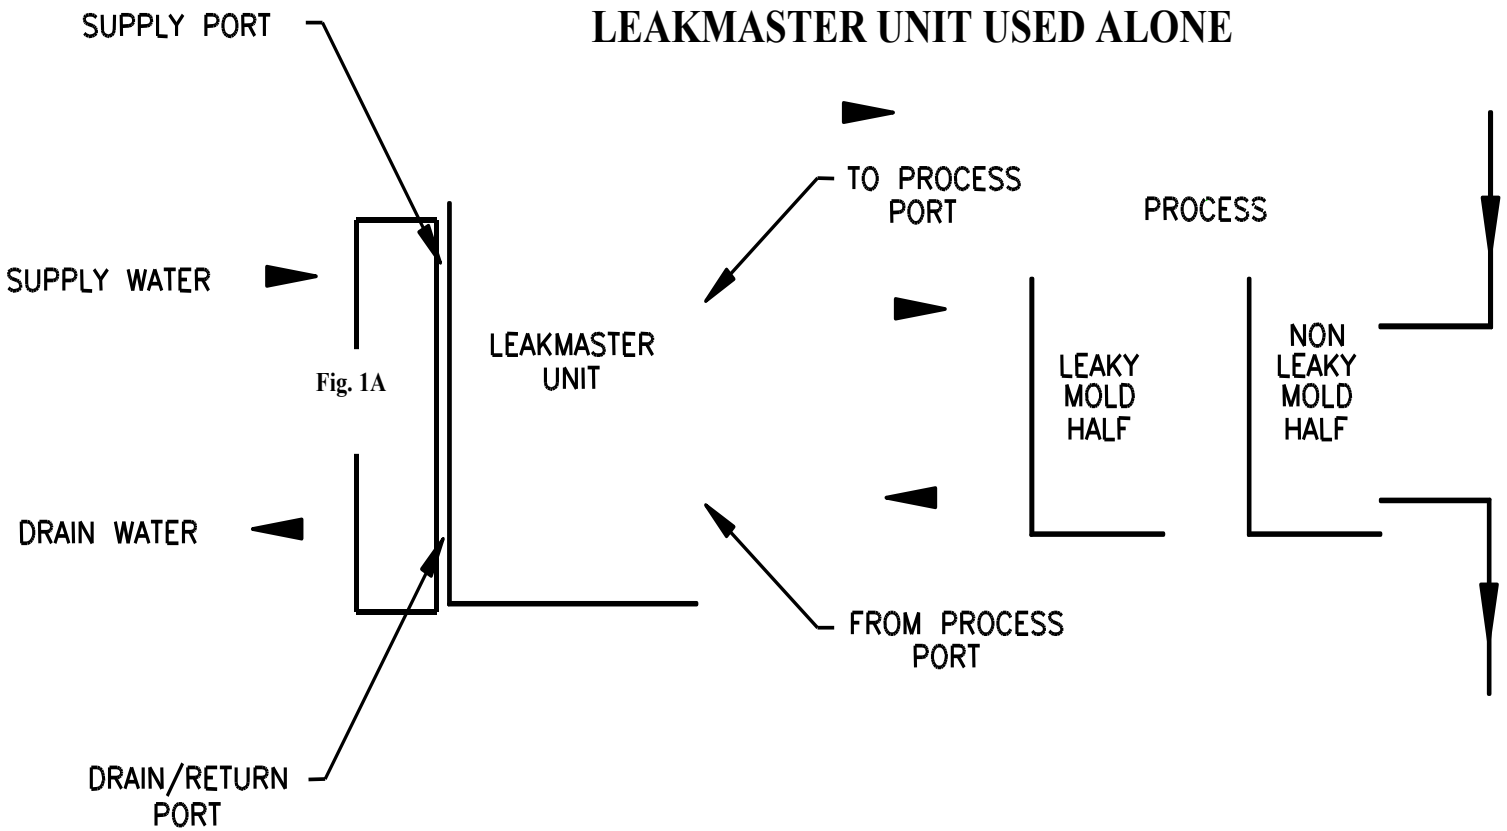 SUPPLY PORT
LEAKMASTER UNIT USED ALONE
TO PROCESS
PORT
PROCESS
SUPPLY WATER
LEAKMASTER
UNIT
Fig. 1A
LEAKY
MOLD
HALF
NON
LEAKY
MOLD
HALF
DRAIN WATER
FROM PROCESS
PORT
DRAIN/RETURN
PORT